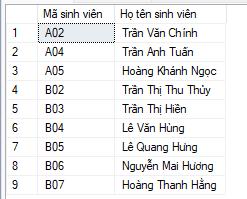 Mã sinh viên Họ tên sinh viên
1 A02 Trần Văn Chính
2 A04 Trần Anh Tuấn
3 A05 Hoàng Khánh Ngọc
4 B02 Trần Thị Thu Thủy
5 B03 Trần Thị Hiền
6 B04 Lê Văn Hùng
7 B05 Lê Quang Hưng
8 B06 Nguyễn Mai Hương
9 B07 Hoàng Thanh Hằng